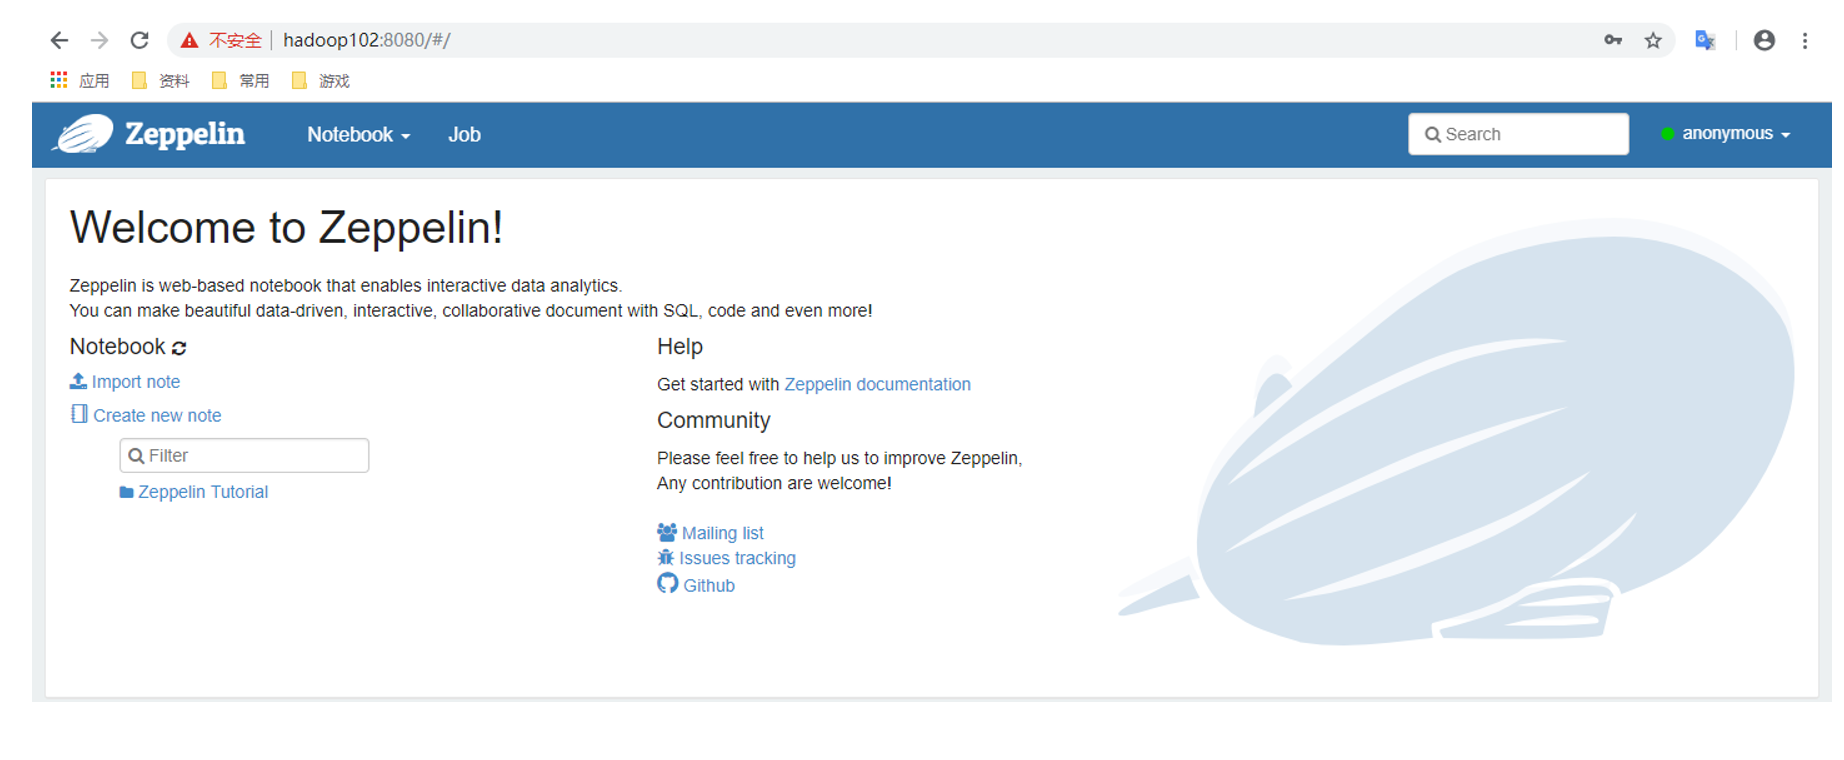 不安全 hadoop102:8080/#/
应用 资料 常用 游戏
Zeppelin Notebook Job Search anonymous
Welcome to Zeppelin!
Zeppelin is web-based notebook that enables interactive data analytics.
You can make beautiful data-driven, interactive, collaborative document with SQL, code and even more!
Notebook
Import note
Create new note
Filter
Zeppelin Tutorial
Help
Get started with Zeppelin documentation
Community
Please feel free to help us to improve Zeppelin,
Any contribution are welcome!
Mailing list
Issues tracking
Github